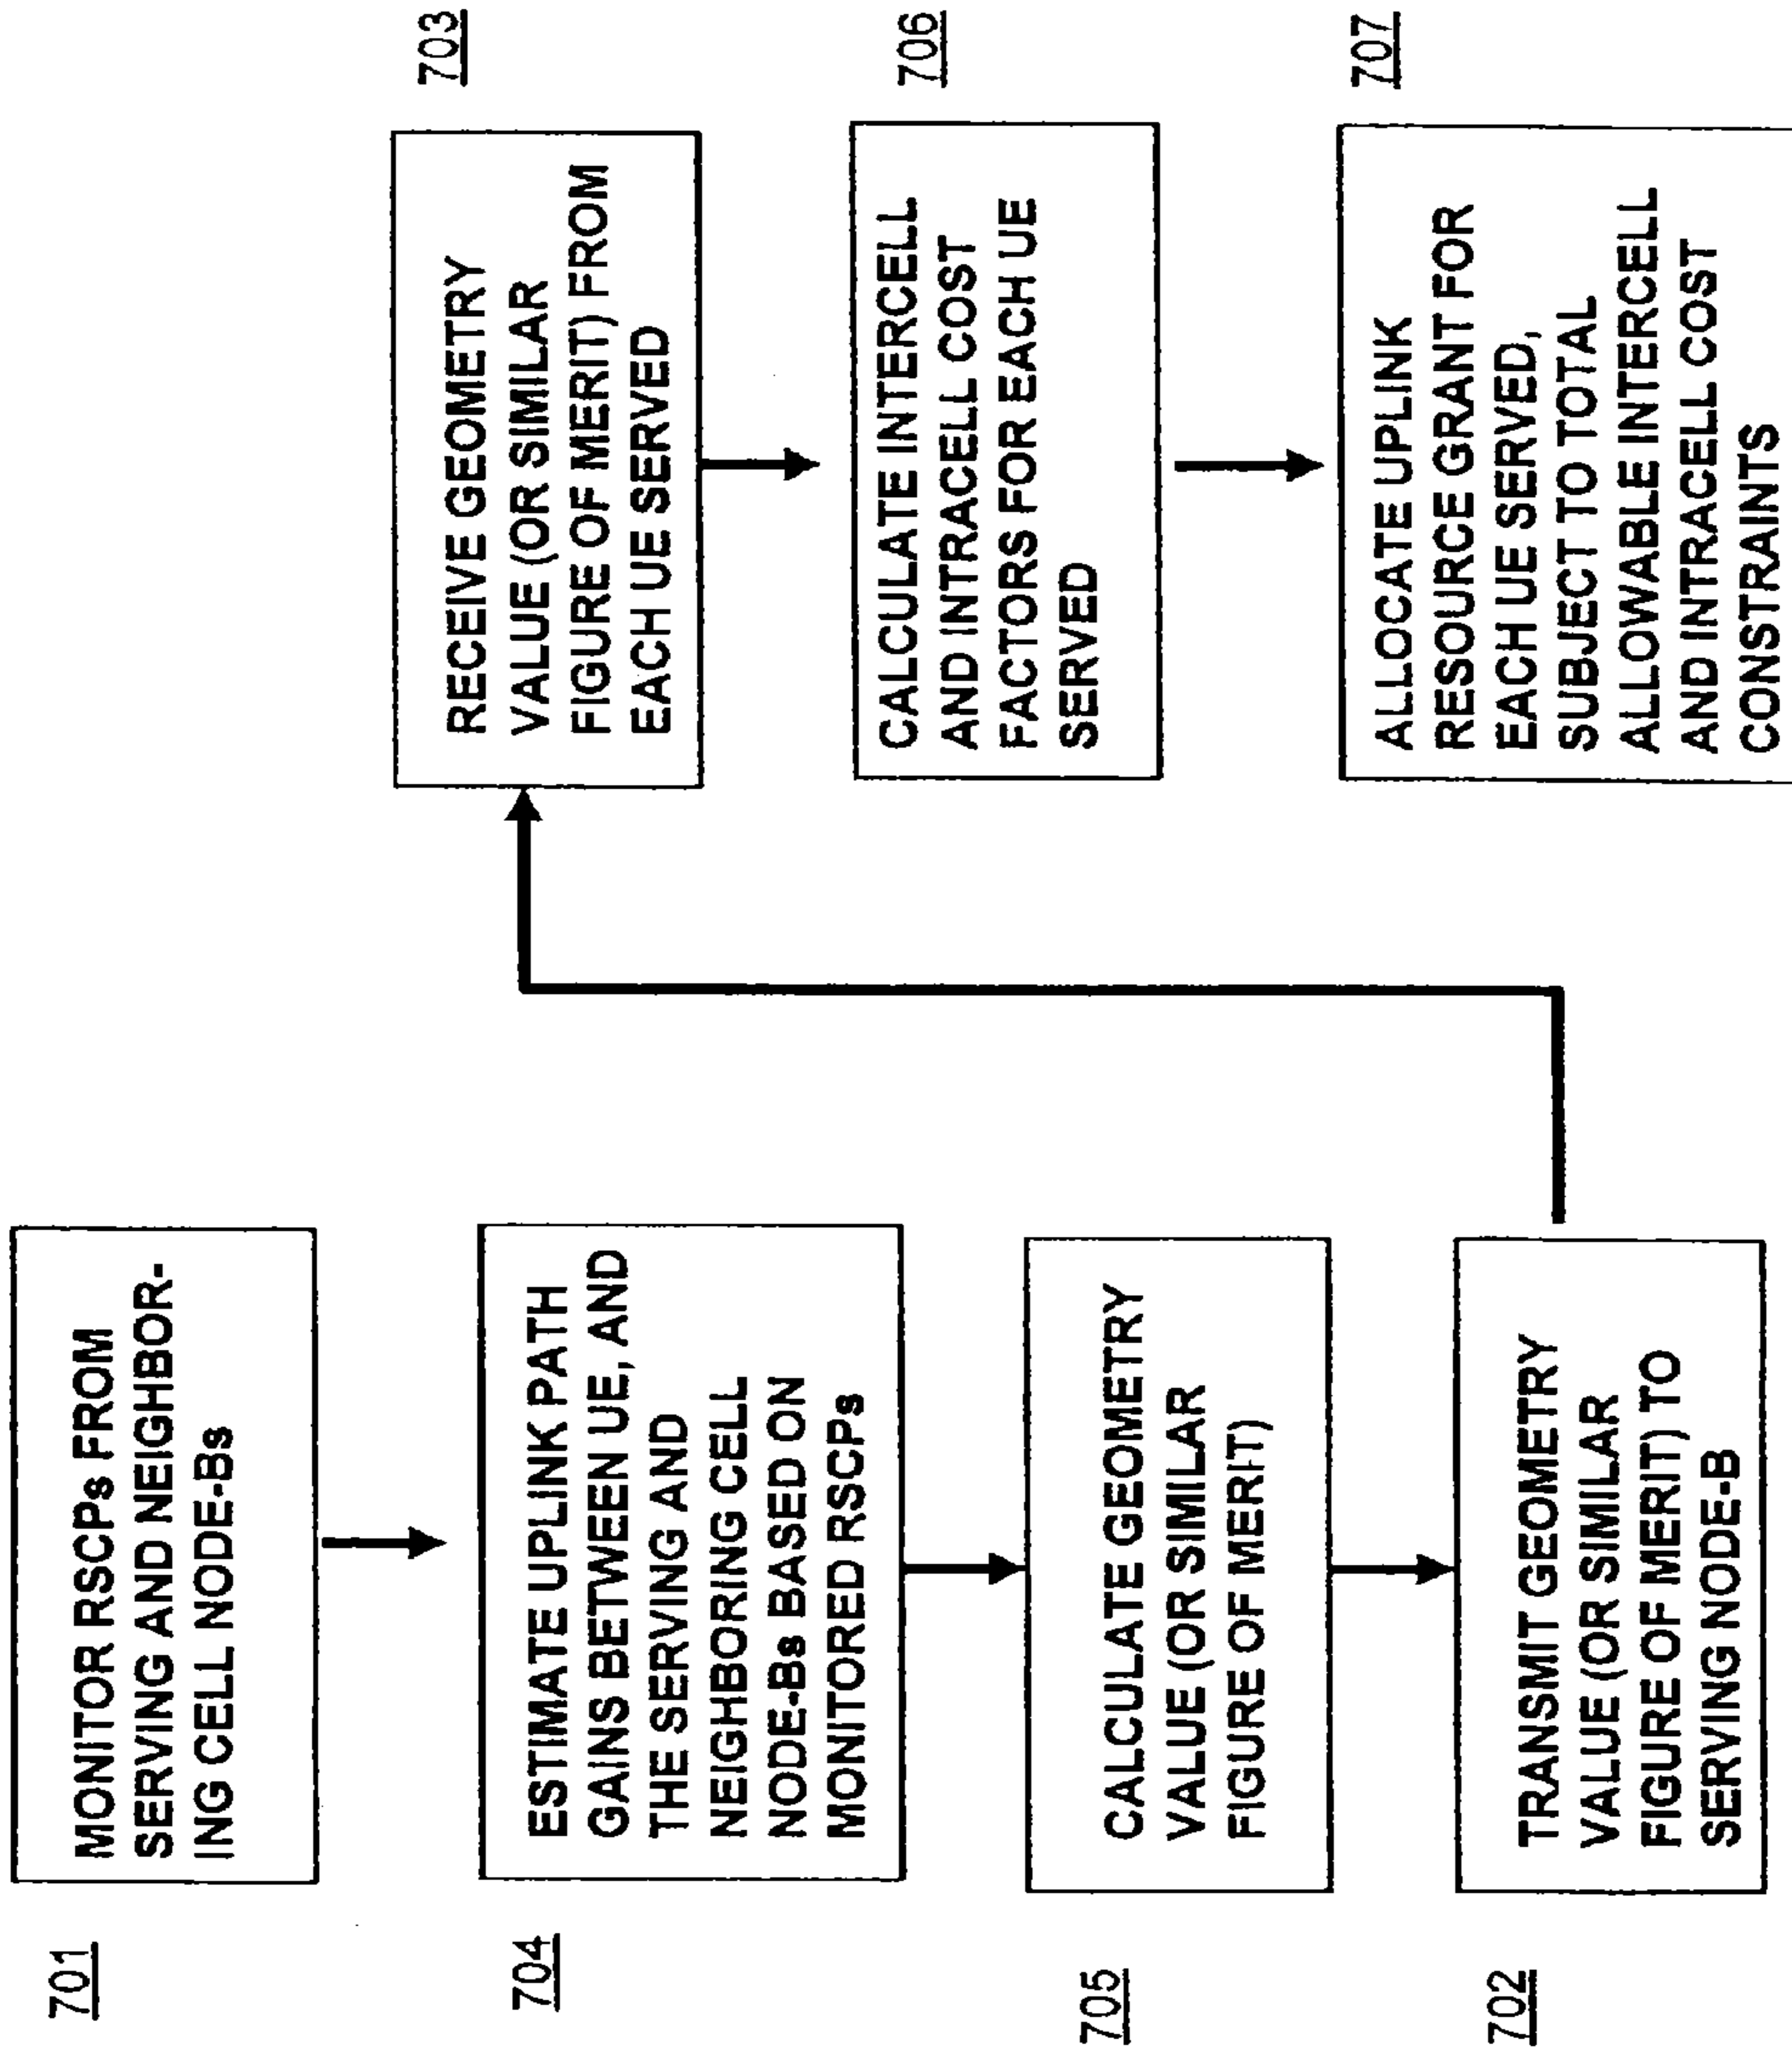 701
MONITOR RSCPs FROM
SERVING AND NEIGHBOR-
ING CELL NODE-Bs
704
ESTIMATE UPLINK PATH
GAINS BETWEEN UE, AND
THE SERVING AND
NEIGHBORING CELL
NODE-Bs BASED ON
MONITORED RSCPs
705
CALCULATE GEOMETRY
VALUE (OR SIMILAR
FIGURE OF MERIT)
702
TRANSMIT GEOMETRY
VALUE (OR SIMILAR
FIGURE OF MERIT) TO
SERVING NODE-B
703
RECEIVE GEOMETRY
VALUE (OR SIMILAR
FIGURE OF MERIT) FROM
EACH UE SERVED
706
CALCULATE INTERCELL
AND INTRACELL COST
FACTORS FOR EACH UE
SERVED
707
ALLOCATE UPLINK
RESOURCE GRANT FOR
EACH UE SERVED,
SUBJECT TO TOTAL
ALLOWABLE INTERCELL
AND INTRACELL COST
CONSTRAINTS